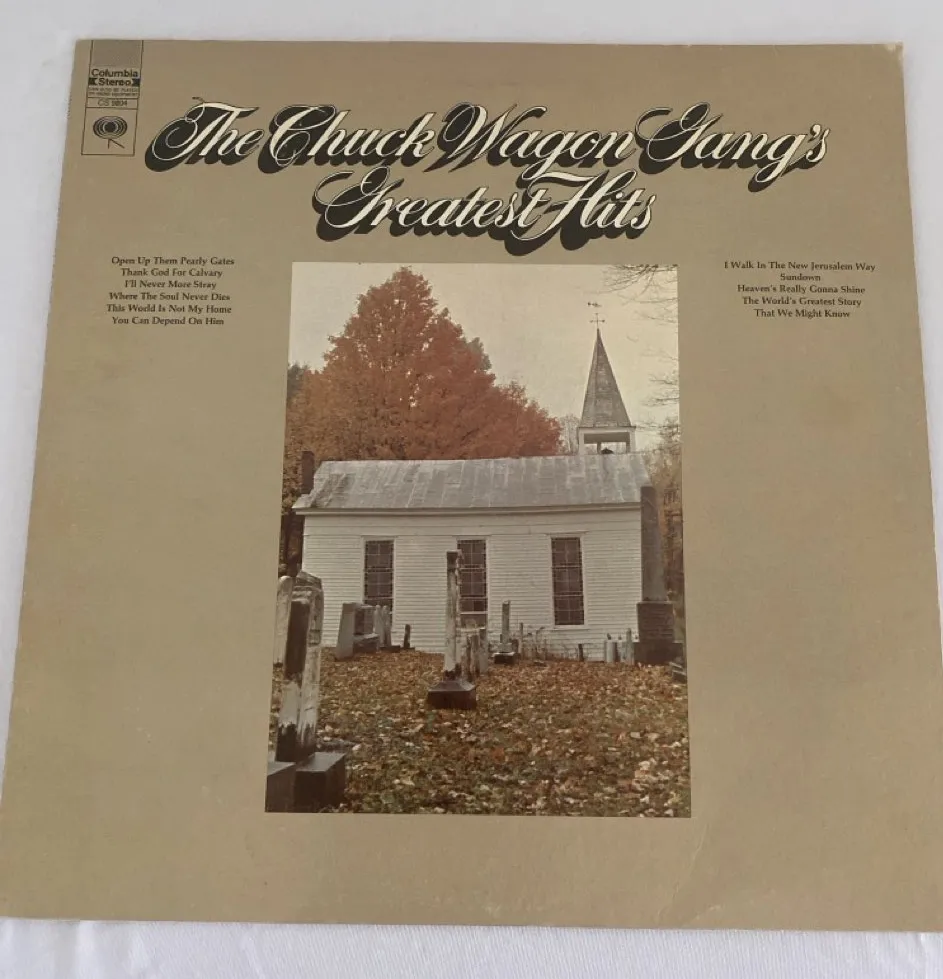 Columbia
Stereo
CS 9804
The Chuck Wagon Gang's
Greatest Hits
Open Up Them Pearly Gates
Thank God For Calvary
I'll Never More Stray
Where The Soul Never Dies
This World Is Not My Home
You Can Depend On Him
I Walk In The New Jerusalem Way
Sundown
Heaven's Really Gonna Shine
The World's Greatest Story
That We Might Know